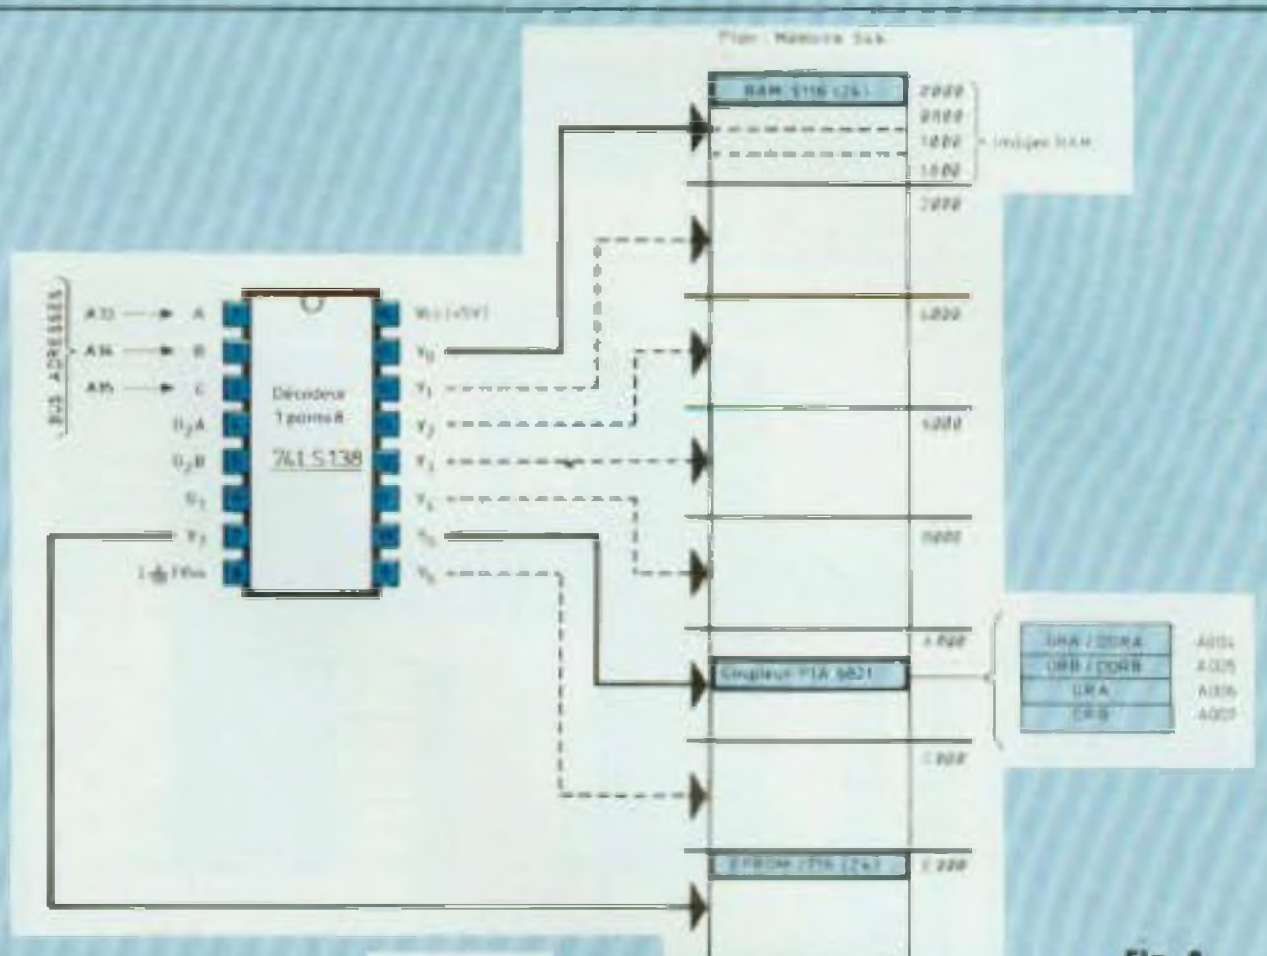 Plan Mémoire 64k
RAM 5116 (2k)
0800
1000
1800
Images RAM
2000
4000
6000
8000
A000
C000
E000
BUS ADRESSES
A13 A
A14 B
A15 C
G2A
G2B
G1
Y7
Décodeur
1 parmi 8
74LS138
Vcc (+5V)
Y0
Y1
Y2
Y3
Y4
Y5
Y6
Coupleur PIA 6821
ORA / DDRA A004
ORB / DDRB A005
CRA A006
CRB A007
EPROM 2716 (2k)